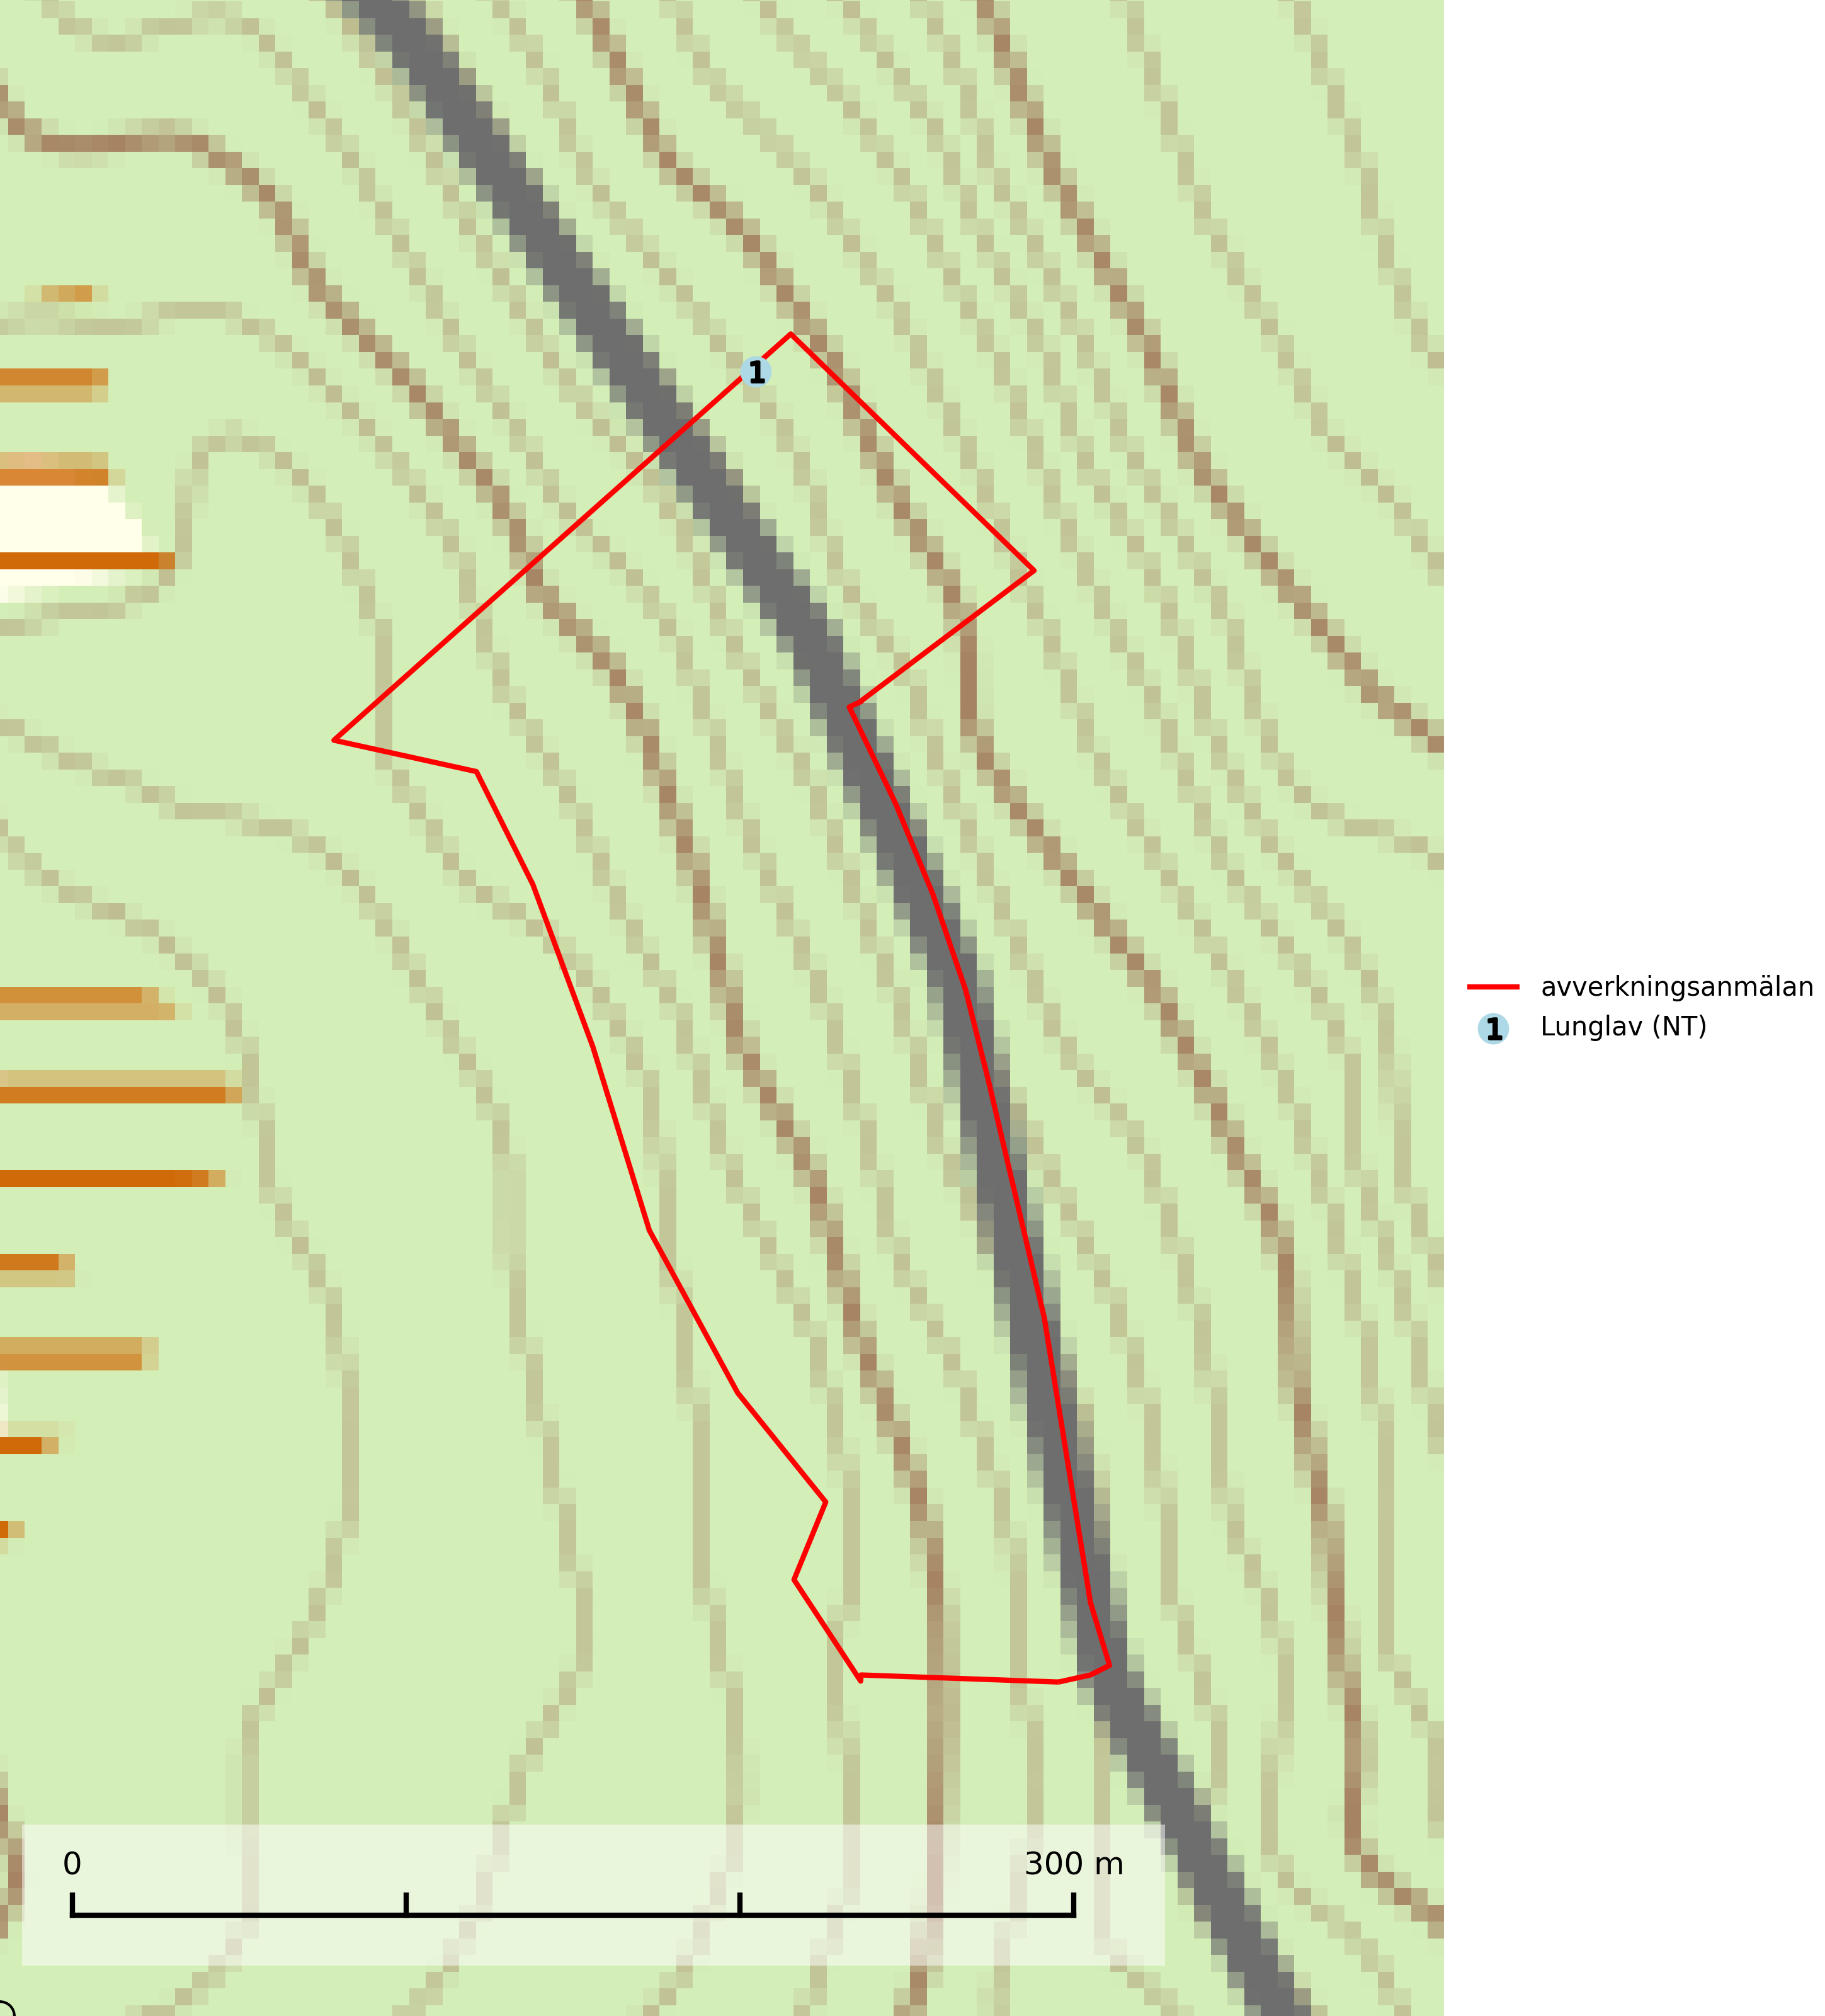 1
avverkningsanmälan
1 Lunglav (NT)
0 300 m